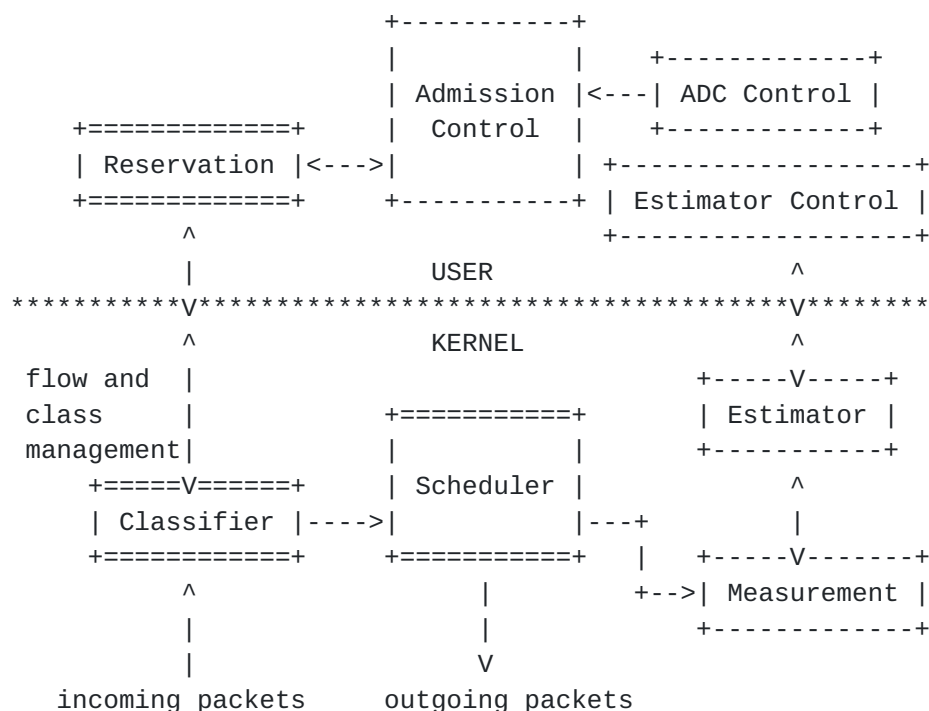 Admission
ADC Control
Control
Reservation
Estimator Control
USER
KERNEL
flow and
class
Estimator
management
Scheduler
Classifier
Measurement
incoming packets outgoing packets